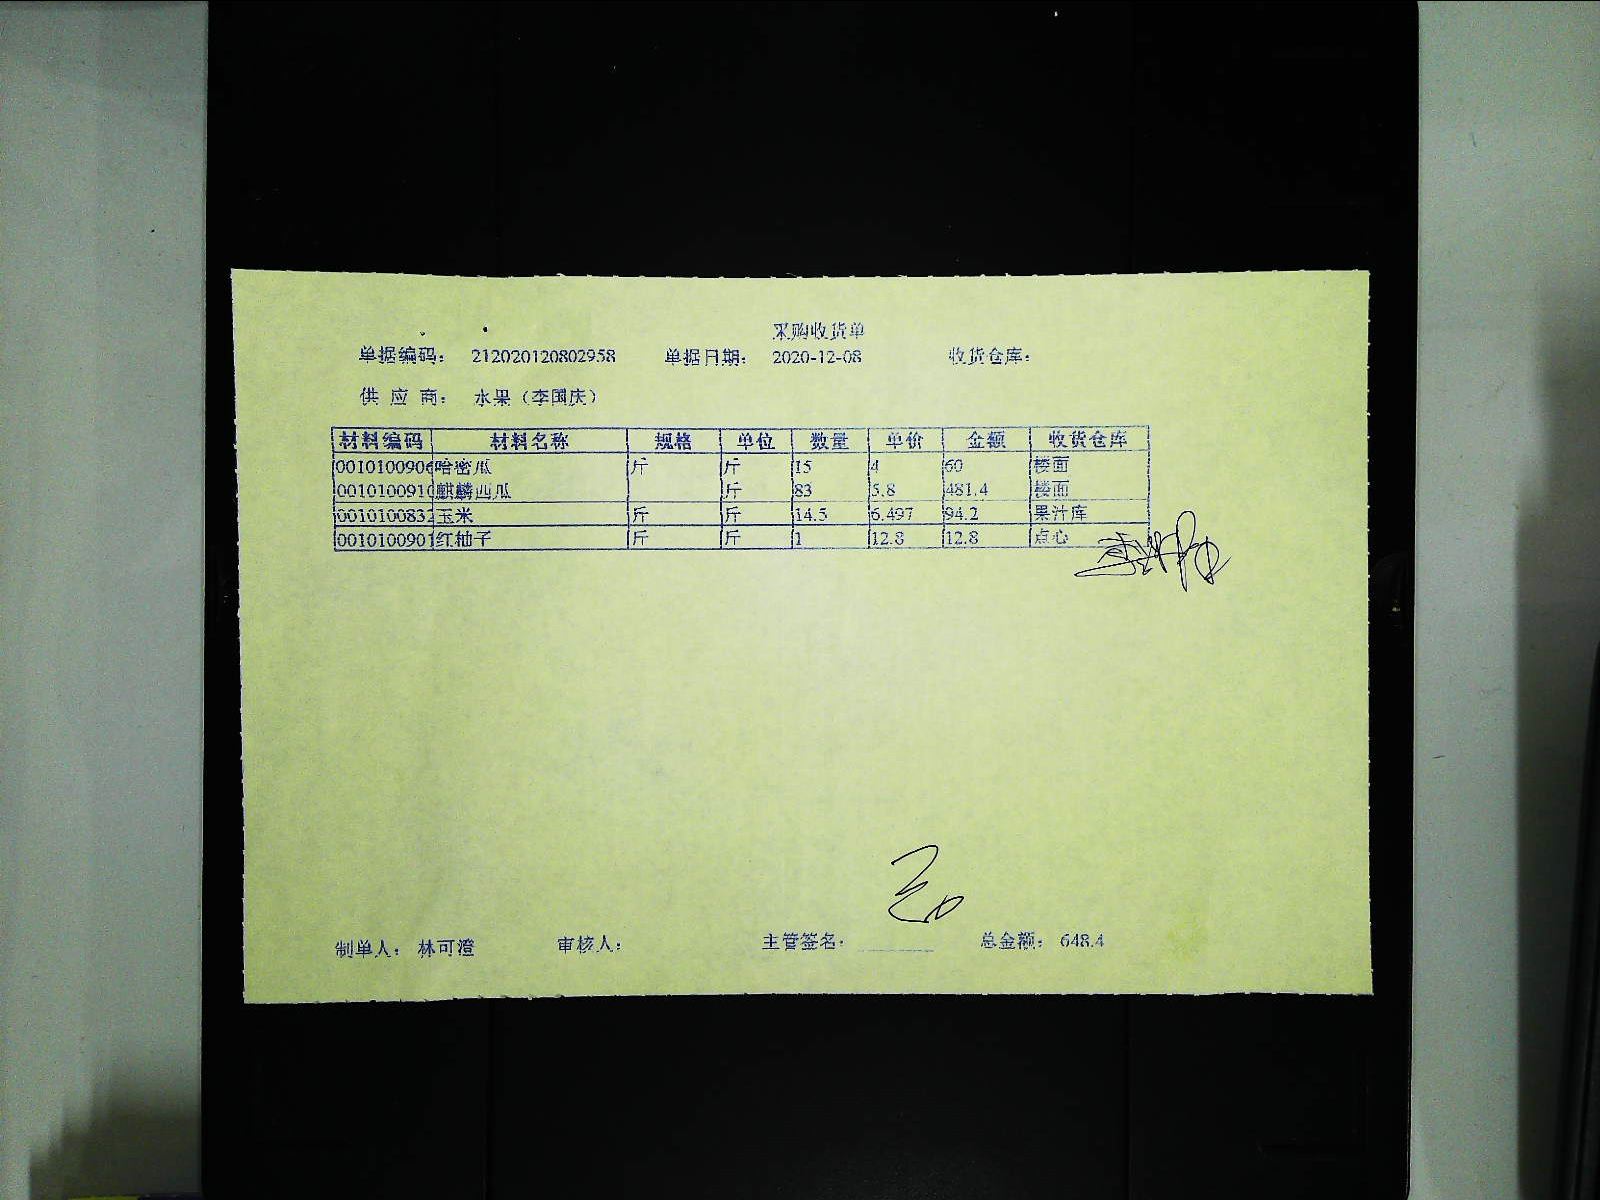 采购收货单
单据编码： 212020120802958 单据日期： 2020-12-08 收货仓库：
供 应 商： 水果（李国庆）
材料编码 材料名称 规格 单位 数量 单价 金额 收货仓库
0010100906 哈密瓜 斤 斤 15 4 60 楼面
0010100910 麒麟西瓜 斤 83 5.8 481.4 楼面
0010100832 玉米 斤 斤 14.5 6.497 94.2 果汁库
0010100901 红柚子 斤 斤 1 12.8 12.8 点心
制单人： 林可澄 审核人： 主管签名： 总金额： 648.4